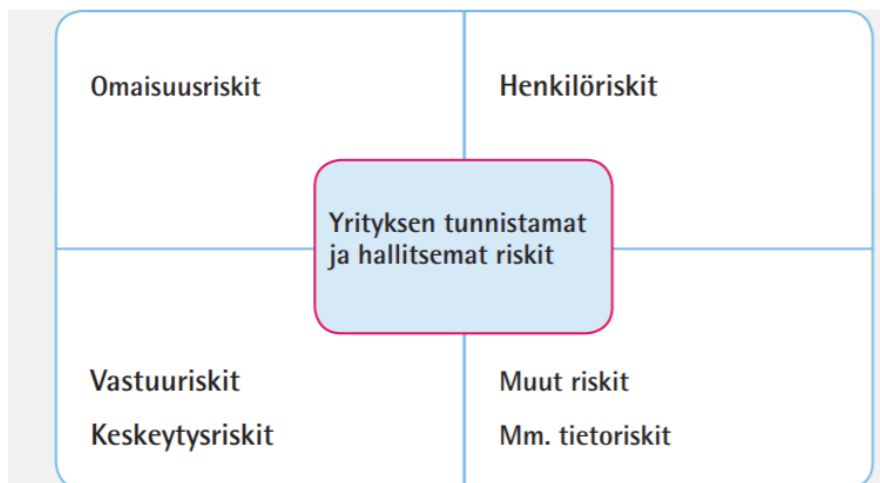 Omaisuusriskit
Henkilöriskit
Yrityksen tunnistamat
ja hallitsemat riskit
Vastuuriskit
Keskeytysriskit
Muut riskit
Mm. tietoriskit